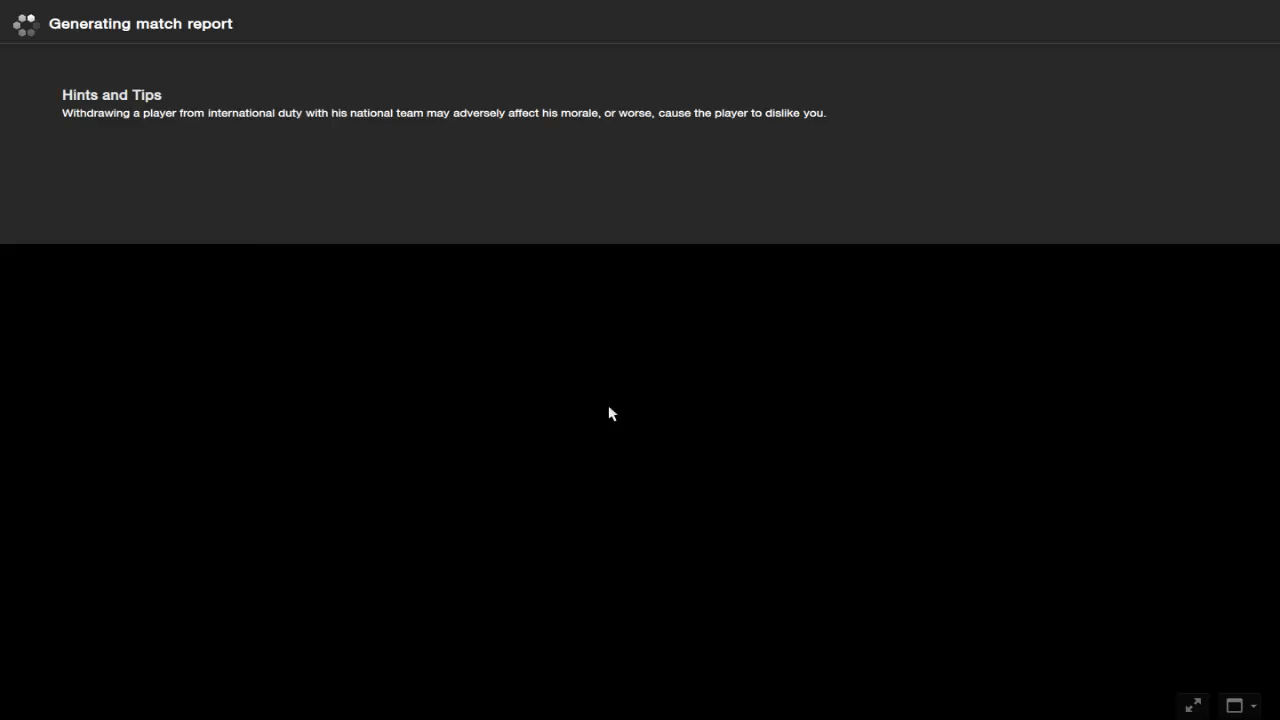 Generating match report
Hints and Tips
Withdrawing a player from international duty with his national team may adversely affect his morale, or worse, cause the player to dislike you.